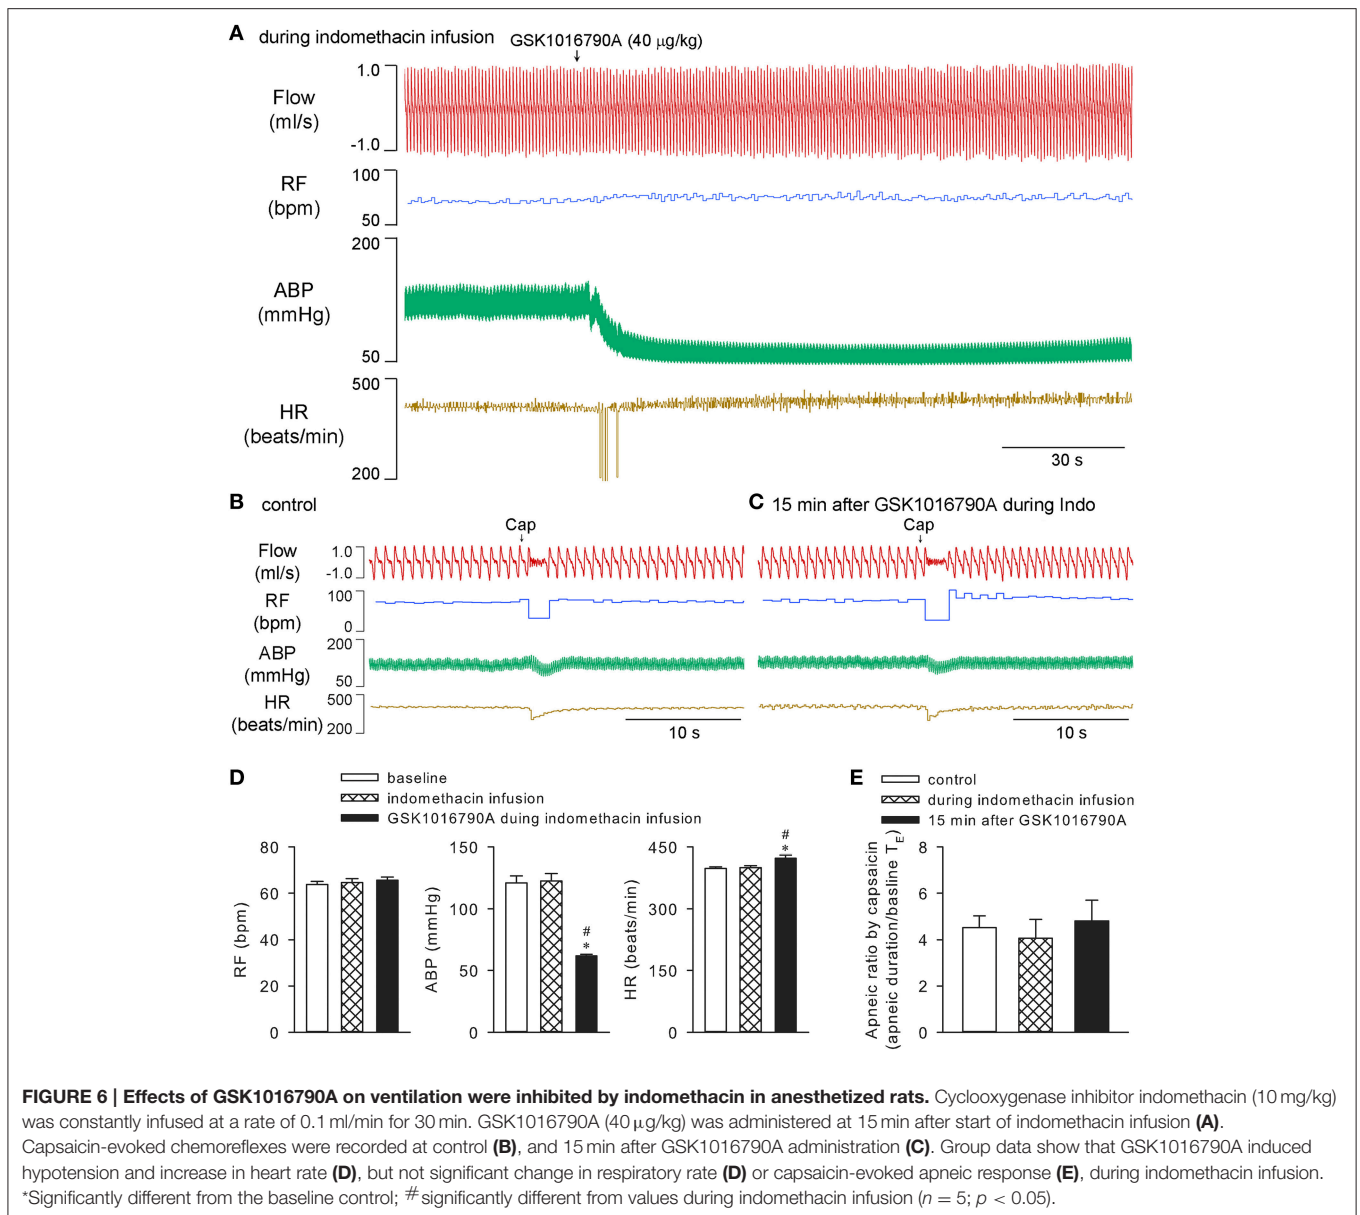 A during indomethacin infusion GSK1016790A (40 μg/kg)
1.0
Flow
(ml/s)
-1.0
100
RF
(bpm)
50
200
ABP
(mmHg)
50
500
HR
(beats/min)
200
30 s
B control
Cap
Flow
(ml/s)
1.0
-1.0
RF
(bpm)
100
0
ABP
(mmHg)
200
50
HR
(beats/min)
500
200
10 s
C 15 min after GSK1016790A during Indo
Cap
10 s
D
baseline
indomethacin infusion
GSK1016790A duing indomethacin infusion
RF (bpm)
80
60
40
20
0
ABP (mmHg)
150
100
50
0
#
*
HR (beats/min)
450
300
150
0
#
*
E
control
during indomethacin infusion
15 min after GSK1016790A
Apneic ratio by capsaicin
(apneic duration/basline TE)
8
6
4
2
0
FIGURE 6 | Effects of GSK1016790A on ventilation were inhibited by indomethacin in anesthetized rats. Cyclooxygenase inhibitor indomethacin (10 mg/kg)
was constantly infused at a rate of 0.1 ml/min for 30 min. GSK1016790A (40 μg/kg) was administered at 15 min after start of indomethacin infusion (A).
Capsaicin-evoked chemoreflexes were recorded at control (B), and 15 min after GSK1016790A administration (C). Group data show that GSK1016790A induced
hypotension and increase in heart rate (D), but not significant change in respiratory rate (D) or capsaicin-evoked apneic response (E), during indomethacin infusion.
*Significantly different from the baseline control; #significantly different from values during indomethacin infusion (n = 5; p < 0.05).